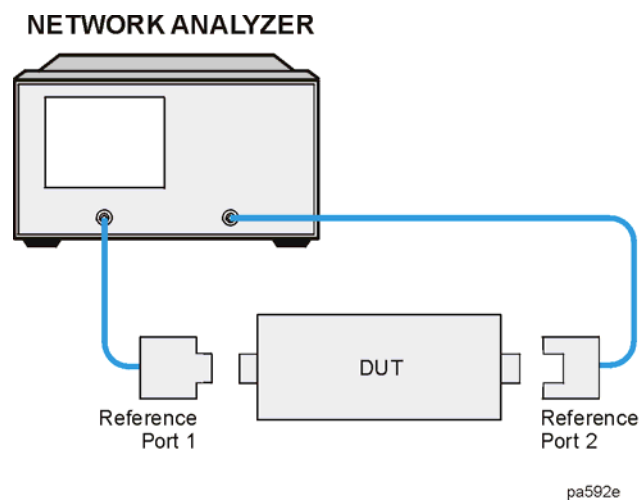 NETWORK ANALYZER
DUT
Reference
Port 1
Reference
Port 2
pa592e